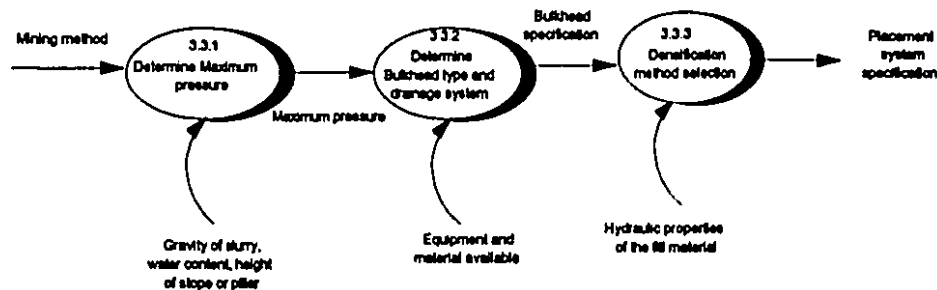 Mining method
3.3.1
Determine Maximum
pressure
Maximum pressure
3.3.2
Determine
Bulkhead type and
drainage system
Bulkhead
specification
3.3.3
Densification
method selection
Placement
system
specification
Gravity of slurry,
water content, height
of slope or pillar
Equipment and
material available
Hydraulic properties
of the fill material